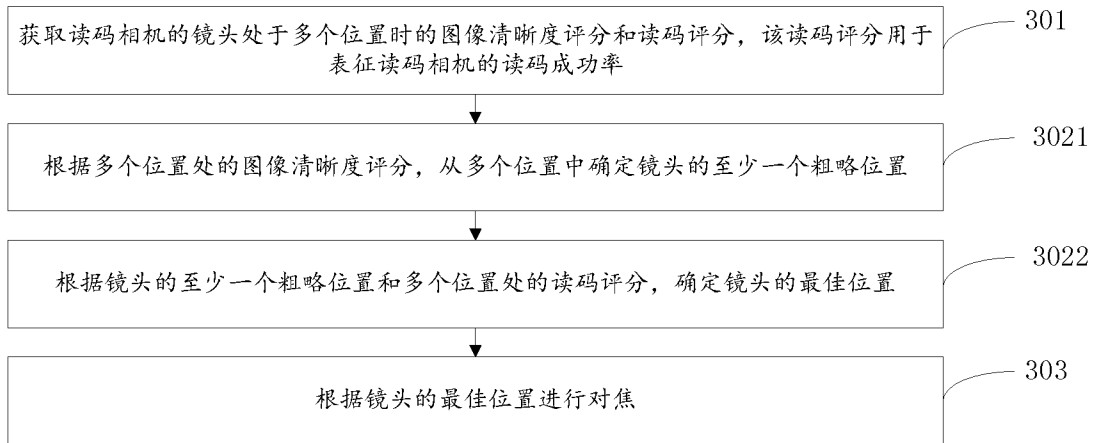 获取读码相机的镜头处于多个位置时的图像清晰度评分和读码评分，该读码评分用于
表征读码相机的读码成功率
301
根据多个位置处的图像清晰度评分，从多个位置中确定镜头的至少一个粗略位置
3021
根据镜头的至少一个粗略位置和多个位置处的读码评分，确定镜头的最佳位置
3022
根据镜头的最佳位置进行对焦
303